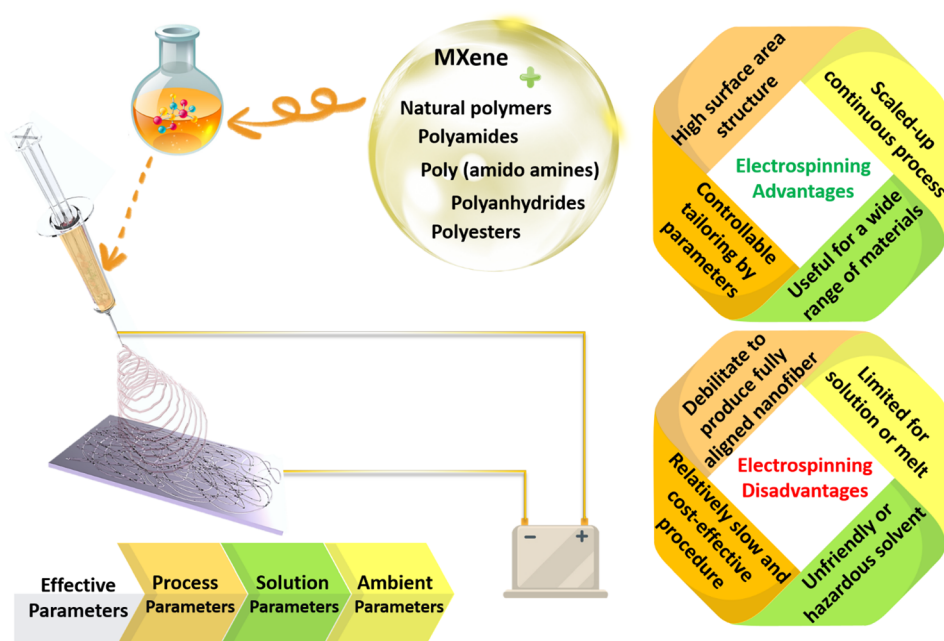 MXene
+
Natural polymers
Polyamides
Poly (amido amines)
Polyanhydrides
Polyesters
High surface area
structure
Scaled-up
continuous process
Electrospinning
Advantages
Controllable
tailoring by
parameters
Useful for a wide
range of materials
Debilitate to
produce fully
aligned nanofiber
Limited for
solution or melt
Electrospinning
Disadvantages
Relatively slow and
cost-effective
procedure
Unfriendly or
hazardous solvent
- +
Effective
Parameters
Process
Parameters
Solution
Parameters
Ambient
Parameters